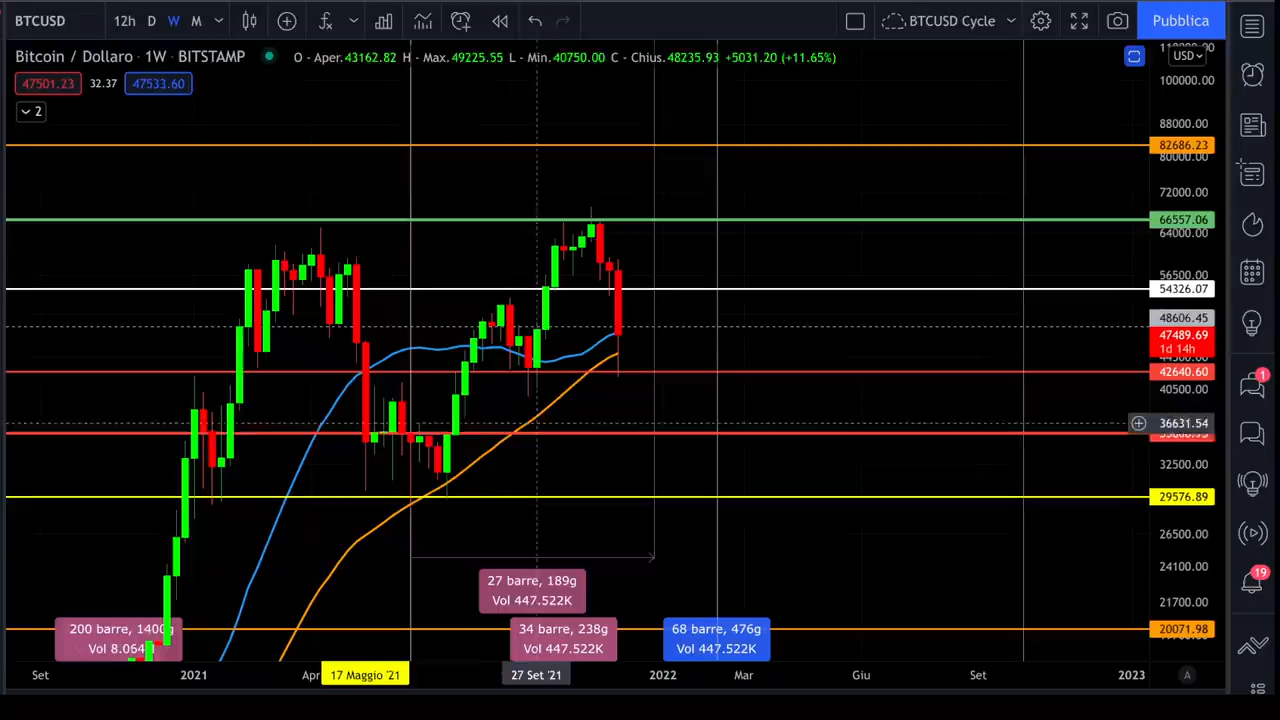 BTCUSD
12h D W M
BTCUSD Cycle
Pubblica
Bitcoin / Dollaro · 1W · BITSTAMP
O - Aper.43162.82 H - Max.49225.55 L - Min.40750.00 C - Chius.48235.93 +5031.20 (+11.65%)
USD
47501.23 32.37 47533.60
100000.00
2
88000.00
82686.23
80000.00
72000.00
66557.06
64000.00
56500.00
54326.07
48606.45
47489.69
1d 14h
42640.60
40500.00
1
36631.54
32500.00
29576.89
26500.00
24100.00
27 barre, 189g
Vol 447.522K
19
21700.00
200 barre, 1400g
34 barre, 238g
68 barre, 476g
20071.98
Vol 447.522K
Vol 447.522K
Set 2021 Apr 17 Maggio '21 27 Set '21 2022 Mar Giu Set 2023 A